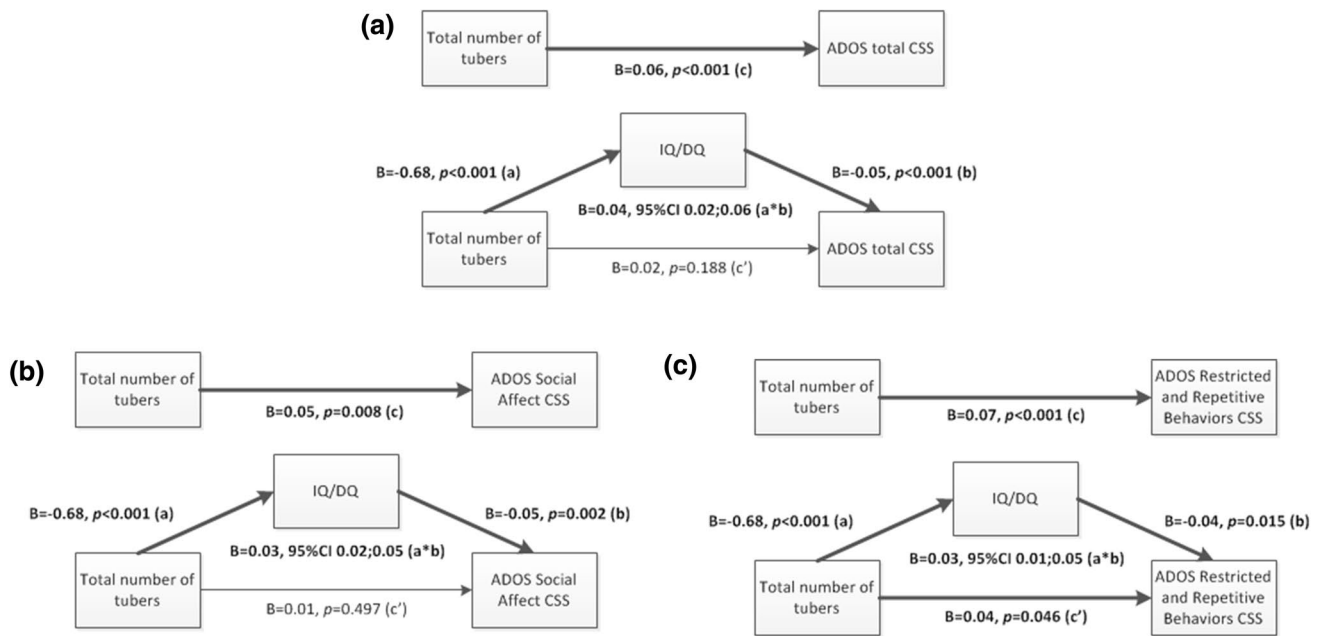 (a)
Total number of
tubers
ADOS total CSS
B=0.06, p<0.001 (c)
IQ/DQ
B=-0.68, p<0.001 (a)
B=-0.05, p<0.001 (b)
B=0.04, 95%CI 0.02;0.06 (a*b)
Total number of
tubers
ADOS total CSS
B=0.02, p=0.188 (c’)
(b)
Total number of
tubers
ADOS Social
Affect CSS
B=0.05, p=0.008 (c)
IQ/DQ
B=-0.68, p<0.001 (a)
B=-0.05, p=0.002 (b)
B=0.03, 95%CI 0.02;0.05 (a*b)
Total number of
tubers
ADOS Social
Affect CSS
B=0.01, p=0.497 (c’)
(c)
Total number of
tubers
ADOS Restricted
and Repetitive
Behaviors CSS
B=0.07, p<0.001 (c)
IQ/DQ
B=-0.68, p<0.001 (a)
B=-0.04, p=0.015 (b)
B=0.03, 95%CI 0.01;0.05 (a*b)
Total number of
tubers
ADOS Restricted
and Repetitive
Behaviors CSS
B=0.04, p=0.046 (c’)